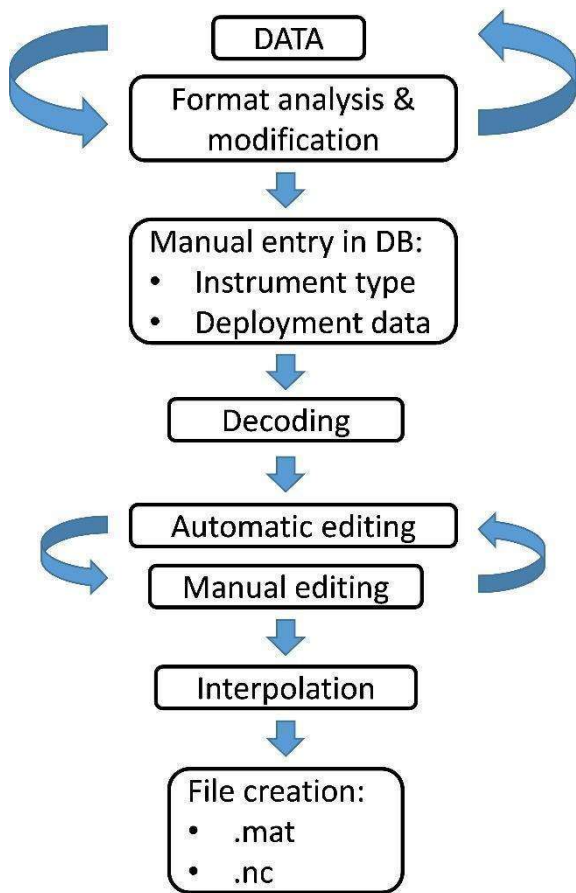 DATA
Format analysis &
modification
Manual entry in DB:
• Instrument type
• Deployment data
Decoding
Automatic editing
Manual editing
Interpolation
File creation:
• .mat
• .nc